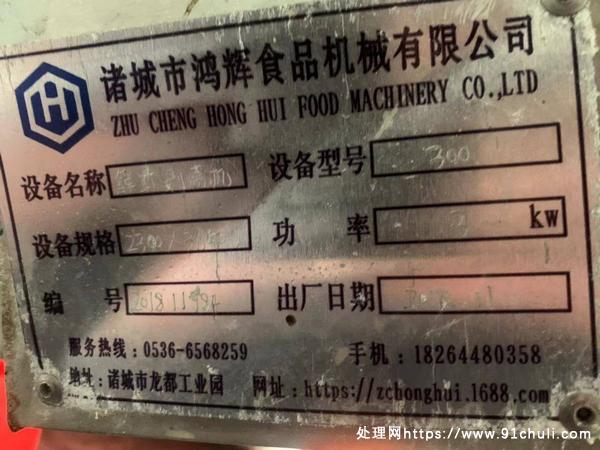 诸城市鸿辉食品机械有限公司
ZHU CHENG HONG HUI FOOD MACHINERY CO.,LTD
设备名称 设备型号 300
设备规格 功率 kw
编号 出厂日期
服务热线：0536-6568259 手机：18264480358
地址：诸城市龙都工业园 网址：https://zchonghui.1688.com
处理网https://www.91chuli.com